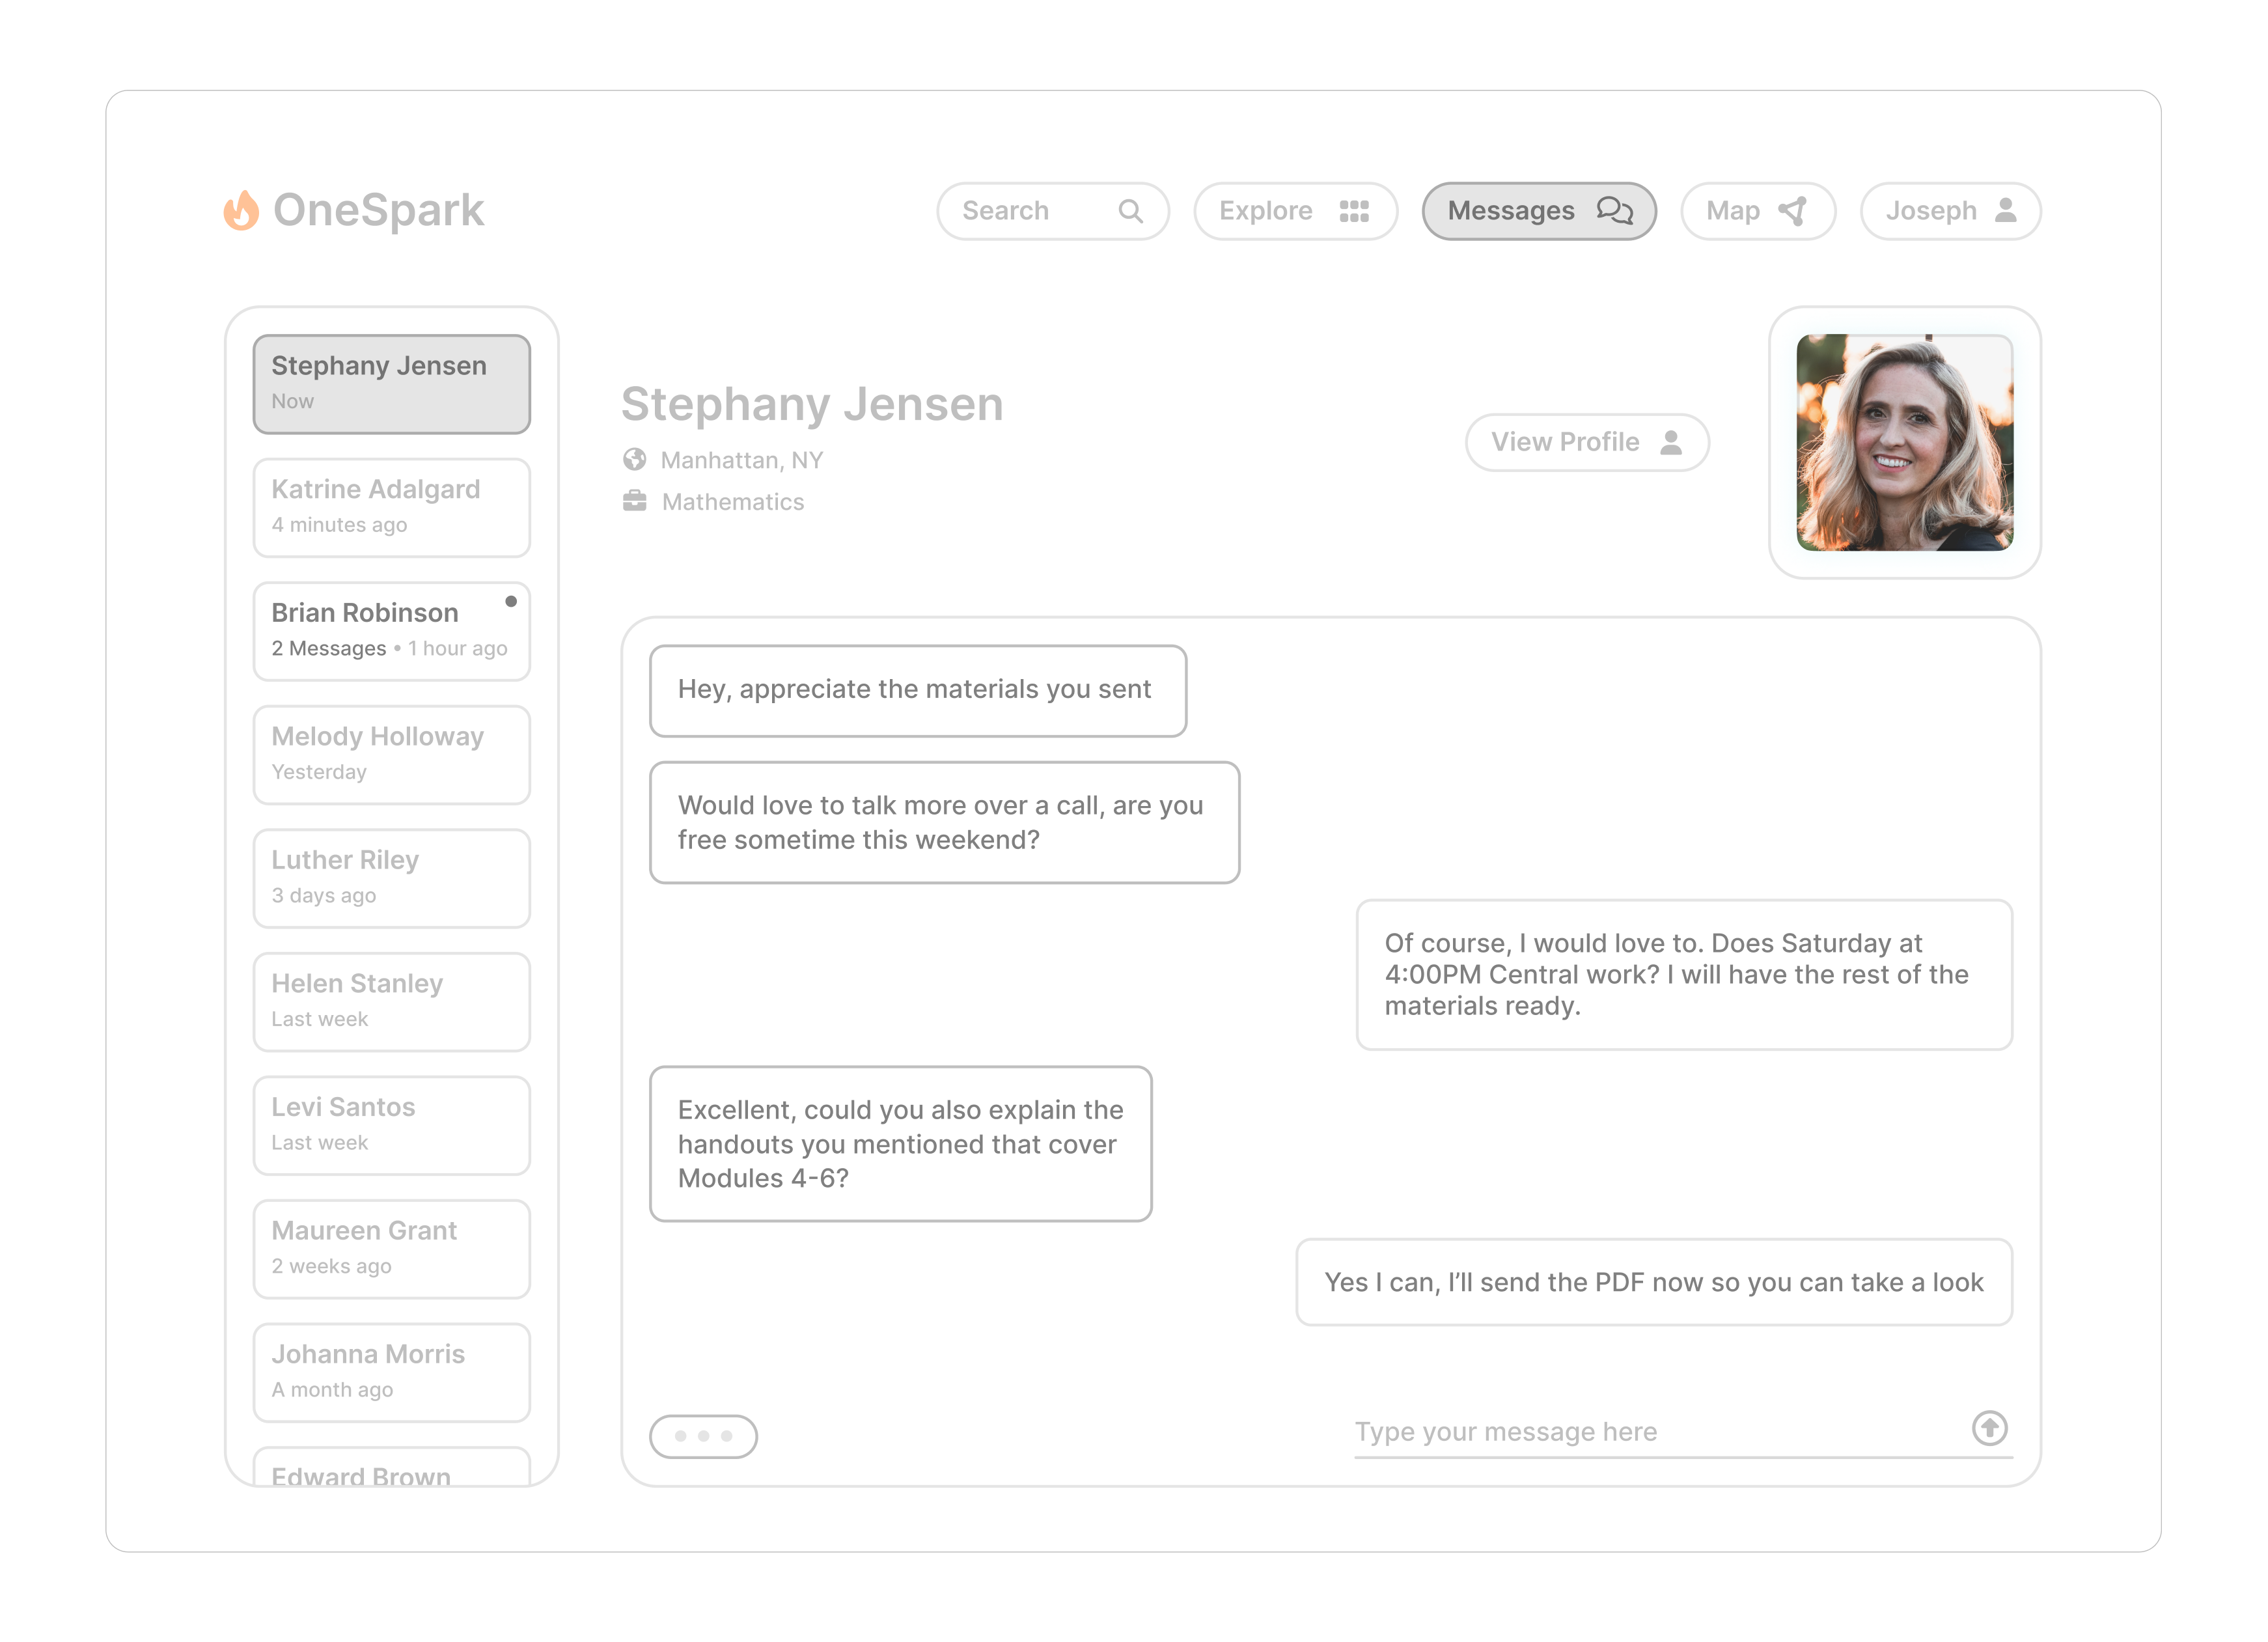 OneSpark
Search
Explore
Messages
Map
Joseph
Stephany Jensen
Now
Katrine Adalgard
4 minutes ago
Brian Robinson
2 Messages • 1 hour ago
Melody Holloway
Yesterday
Luther Riley
3 days ago
Helen Stanley
Last week
Levi Santos
Last week
Maureen Grant
2 weeks ago
Johanna Morris
A month ago
Edward Brown
Stephany Jensen
Manhattan, NY
Mathematics
View Profile
Hey, appreciate the materials you sent
Would love to talk more over a call, are you
free sometime this weekend?
Of course, I would love to. Does Saturday at
4:00PM Central work? I will have the rest of the
materials ready.
Excellent, could you also explain the
handouts you mentioned that cover
Modules 4-6?
Yes I can, I’ll send the PDF now so you can take a look
Type your message here